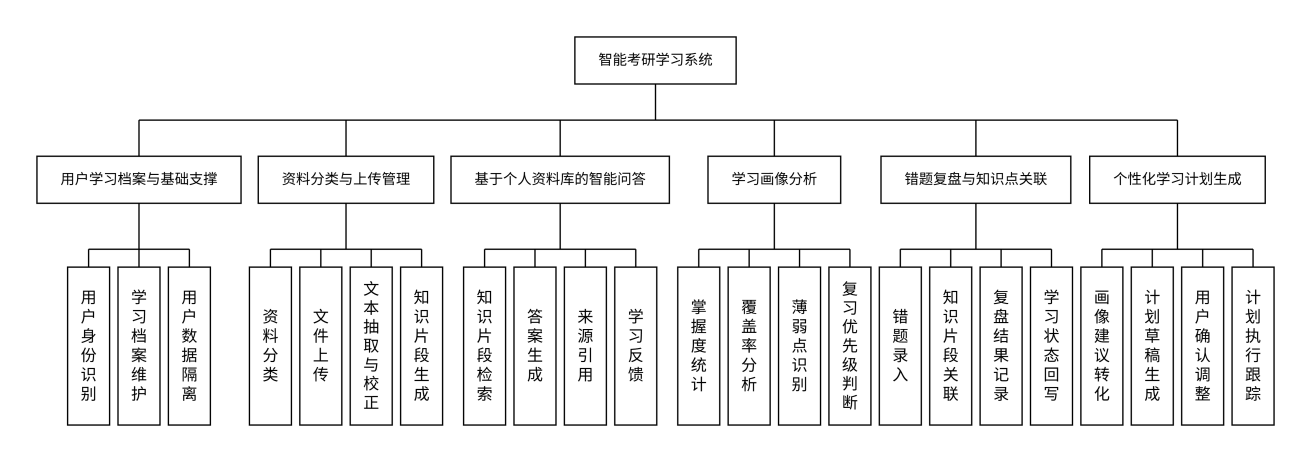 智能考研学习系统
用户学习档案与基础支撑
资料分类与上传管理
基于个人资料库的智能问答
学习画像分析
错题复盘与知识点关联
个性化学习计划生成
用户身份识别
学习档案维护
用户数据隔离
资料分类
文件上传
文本抽取与校正
知识片段生成
知识片段检索
答案生成
来源引用
学习反馈
掌握度统计
覆盖率分析
薄弱点识别
复习优先级判断
错题录入
知识片段关联
复盘结果记录
学习状态回写
画像建议转化
计划草稿生成
用户确认调整
计划执行跟踪